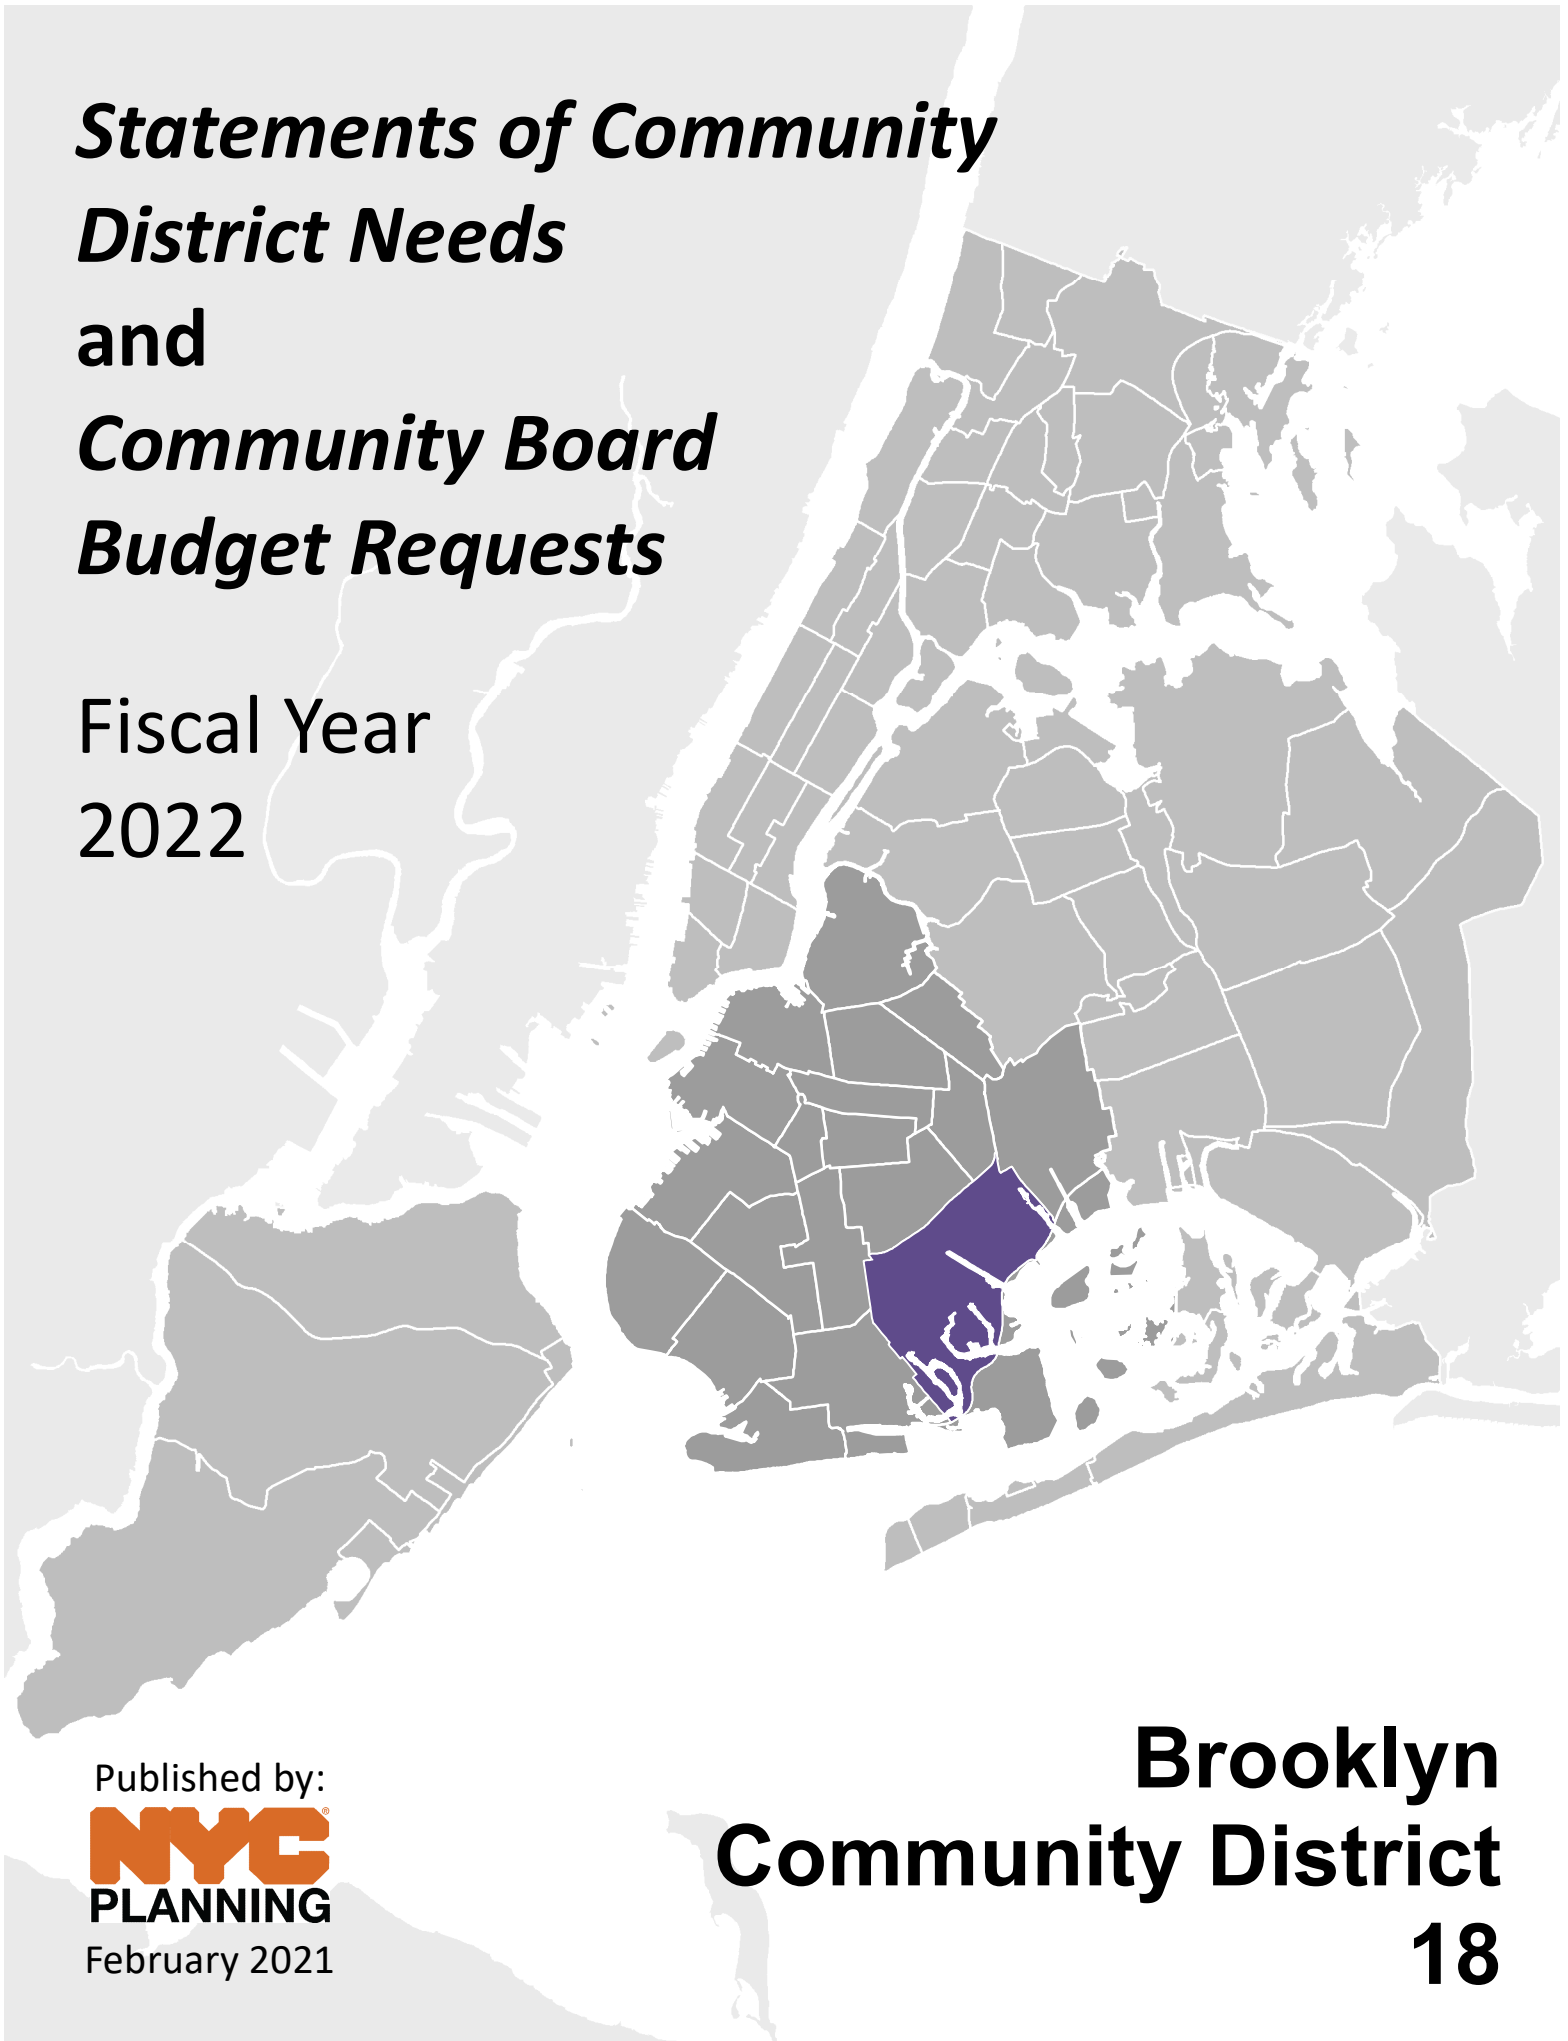 Statements of Community
District Needs
and
Community Board
Budget Requests
Fiscal Year
2022
Published by:
NYC®
PLANNING
February 2021
Brooklyn
Community District
18